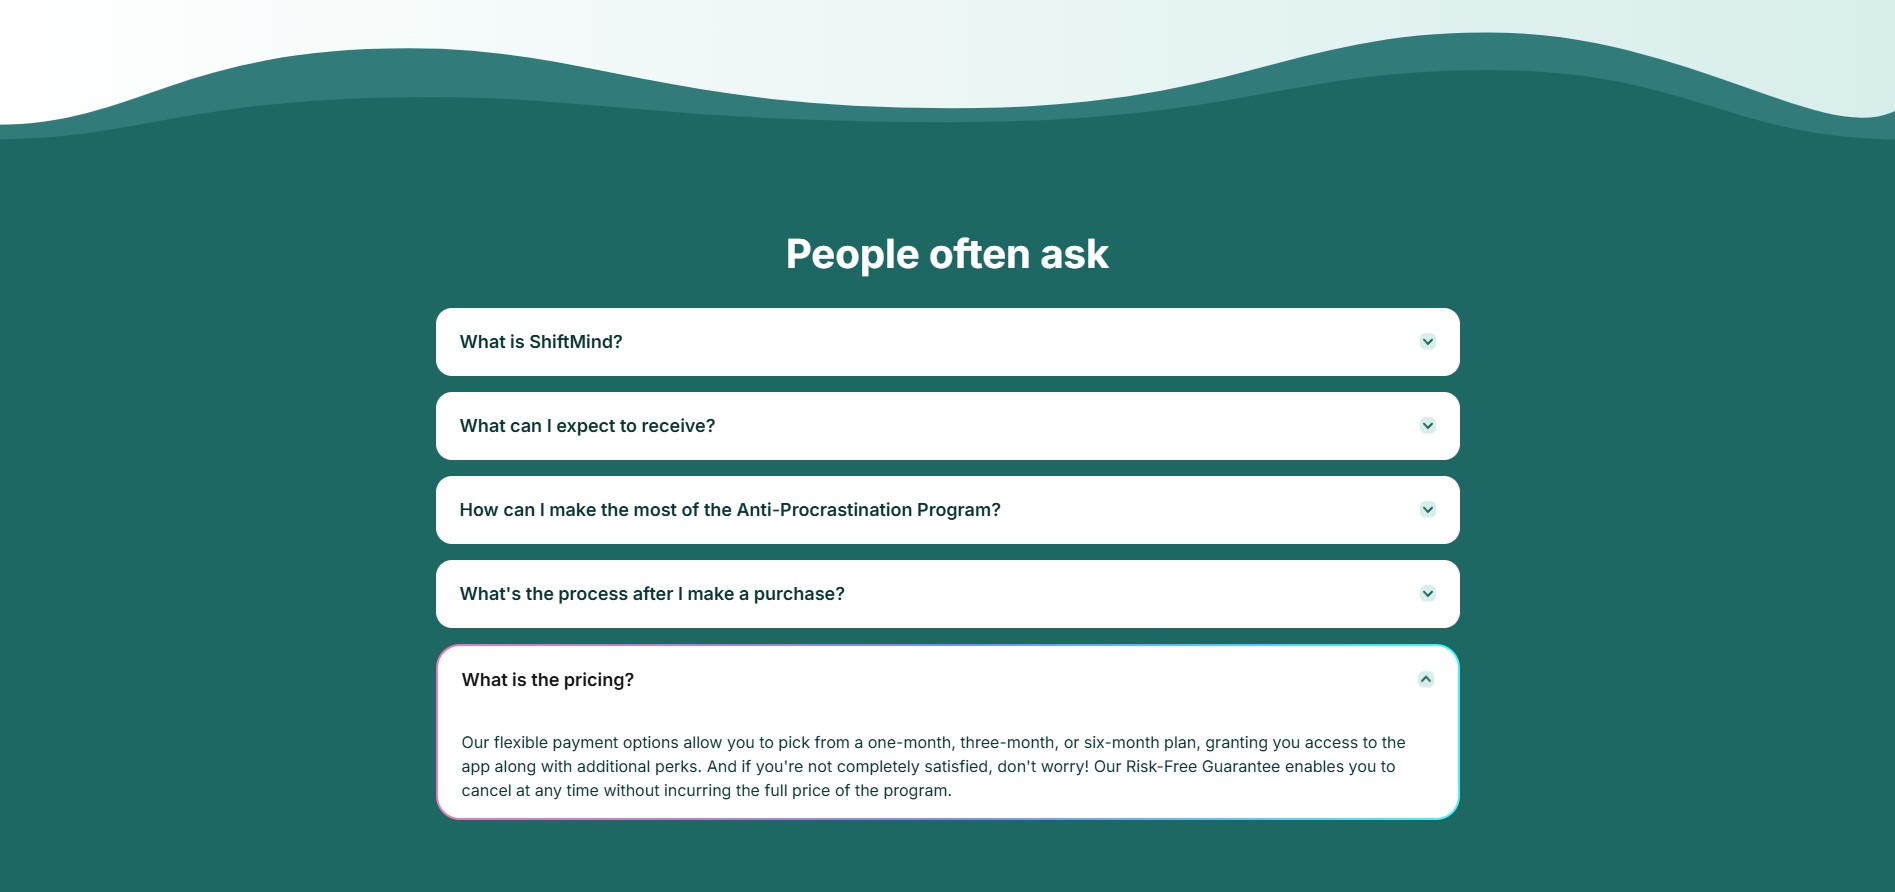 People often ask
What is ShiftMind?
What can I expect to receive?
How can I make the most of the Anti-Procrastination Program?
What's the process after I make a purchase?
What is the pricing?
Our flexible payment options allow you to pick from a one-month, three-month, or six-month plan, granting you access to the
app along with additional perks. And if you're not completely satisfied, don't worry! Our Risk-Free Guarantee enables you to
cancel at any time without incurring the full price of the program.